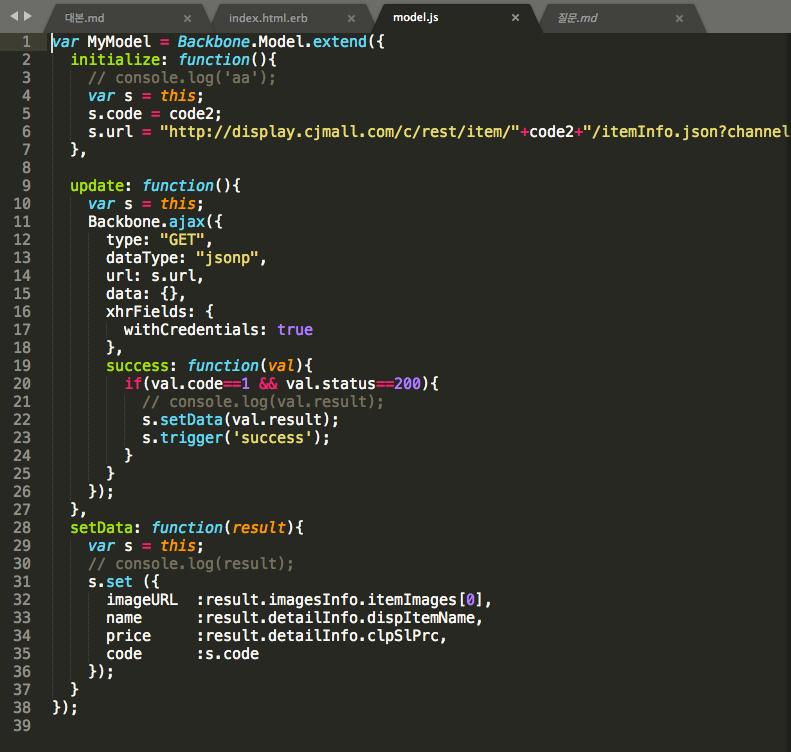 대본.md × index.html.erb × model.js × 질문.md ×
1 var MyModel = Backbone.Model.extend({
2 initialize: function(){
3 // console.log('aa');
4 var s = this;
5 s.code = code2;
6 s.url = "http://display.cjmall.com/c/rest/item/"+code2+"/itemInfo.json?channel
7 },
8
9 update: function(){
10 var s = this;
11 Backbone.ajax({
12 type: "GET",
13 dataType: "jsonp",
14 url: s.url,
15 data: {},
16 xhrFields: {
17 withCredentials: true
18 },
19 success: function(val){
20 if(val.code==1 && val.status==200){
21 // console.log(val.result);
22 s.setData(val.result);
23 s.trigger('success');
24 }
25 }
26 });
27 },
28 setData: function(result){
29 var s = this;
30 // console.log(result);
31 s.set ({
32 imageURL :result.imagesInfo.itemImages[0],
33 name :result.detailInfo.dispItemName,
34 price :result.detailInfo.clpSlPrc,
35 code :s.code
36 });
37 }
38 });
39